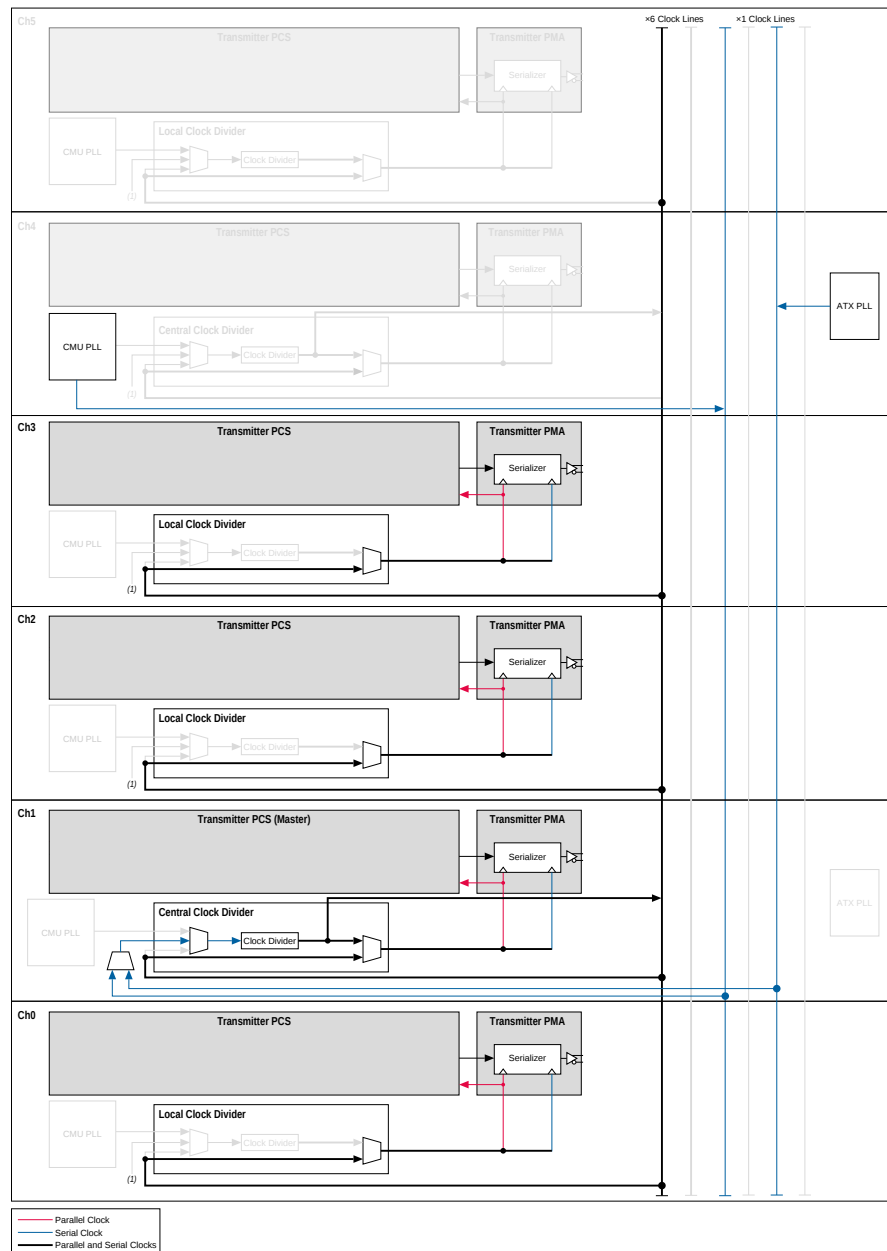 ×6 Clock Lines
×1 Clock Lines
Ch5
Transmitter PCS
Transmitter PMA
Serializer
CMU PLL
Local Clock Divider
Clock Divider
(1)
Ch4
Transmitter PCS
Transmitter PMA
Serializer
ATX PLL
CMU PLL
Central Clock Divider
Clock Divider
(1)
Ch3
Transmitter PCS
Transmitter PMA
Serializer
CMU PLL
Local Clock Divider
Clock Divider
(1)
Ch2
Transmitter PCS
Transmitter PMA
Serializer
CMU PLL
Local Clock Divider
Clock Divider
(1)
Ch1
Transmitter PCS (Master)
Transmitter PMA
Serializer
ATX PLL
CMU PLL
Central Clock Divider
Clock Divider
Ch0
Transmitter PCS
Transmitter PMA
Serializer
CMU PLL
Local Clock Divider
Clock Divider
(1)
Parallel Clock
Serial Clock
Parallel and Serial Clocks